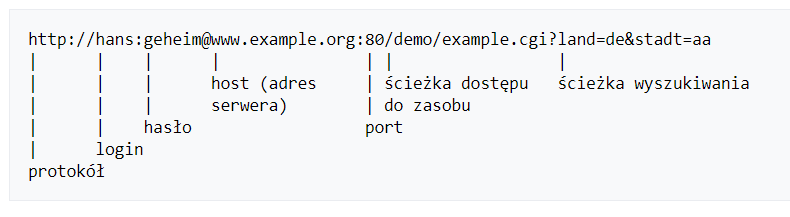 http://hans:geheim@www.example.org:80/demo/example.cgi?land=de&stadt=aa
|      |    |      |              | |                 |
|      |    |      host (adres    | ścieżka dostępu   ścieżka wyszukiwania
|      |    |      serwera)       | do zasobu
|      |    hasło                 port
|      login
protokół